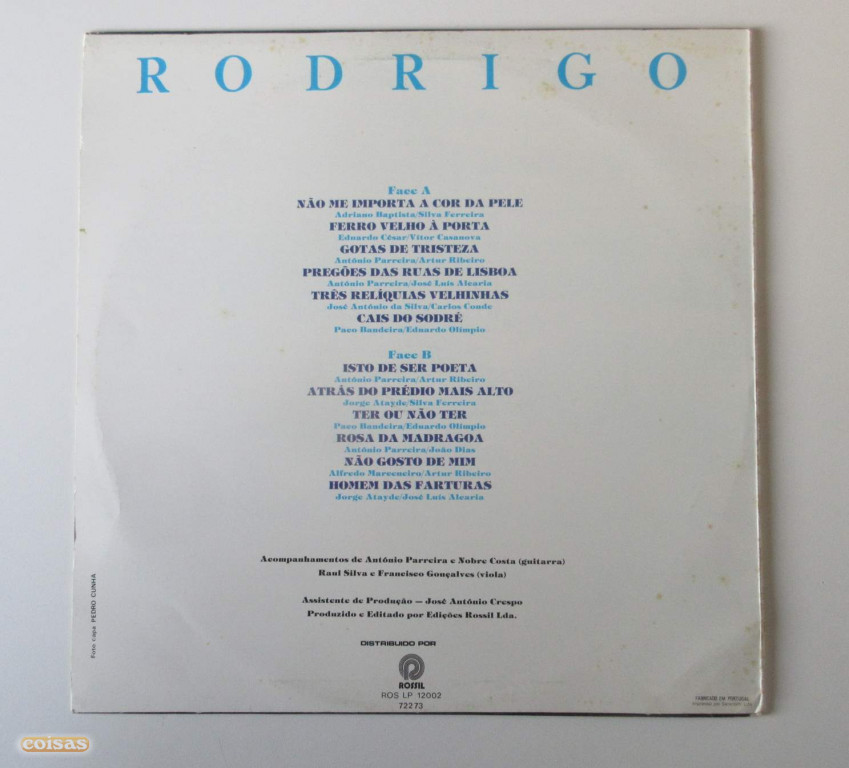 RODRIGO
Face A
NÃO ME IMPORTA A COR DA PELE
Adriano Baptista/Silva Ferreira
FERRO VELHO À PORTA
Eduardo César/Vítor Casanova
GOTAS DE TRISTEZA
António Parreira/Artur Ribeiro
PREGÕES DAS RUAS DE LISBOA
António Parreira/José Luís Alcaria
TRÊS RELÍQUIAS VELHINHAS
José António da Silva/Carlos Conde
CAIS DO SODRÉ
Paco Bandeira/Eduardo Olímpio
Face B
ISTO DE SER POETA
António Parreira/Artur Ribeiro
ATRÁS DO PRÉDIO MAIS ALTO
Jorge Atayde/Silva Ferreira
TER OU NÃO TER
Paco Bandeira/Eduardo Olímpio
ROSA DA MADRAGOA
António Parreira/João Dias
NÃO GOSTO DE MIM
Alfredo Marceneiro/Artur Ribeiro
HOMEM DAS FARTURAS
Jorge Atayde/José Luís Alcaria
Acompanhamentos de António Parreira e Nobre Costa (guitarra)
Raul Silva e Francisco Gonçalves (viola)
Assistente de Produção — José António Crespo
Produzido e Editado por Edições Rossil Lda.
Foto capa PEDRO CUNHA
DISTRIBUIDO POR
ROSSIL
ROS LP 12002
72273
FABRICADO EM PORTUGAL
coisas